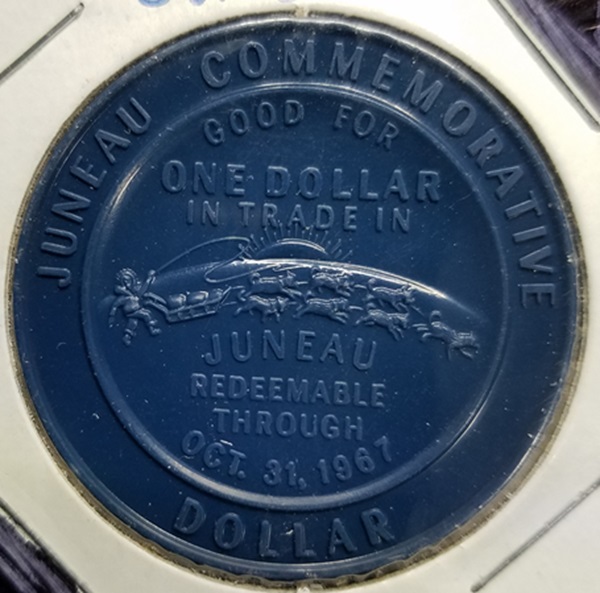 JUNEAU COMMEMORATIVE
GOOD FOR
ONE DOLLAR
IN TRADE IN
JUNEAU
REDEEMABLE
THROUGH
OCT. 31, 1967
DOLLAR